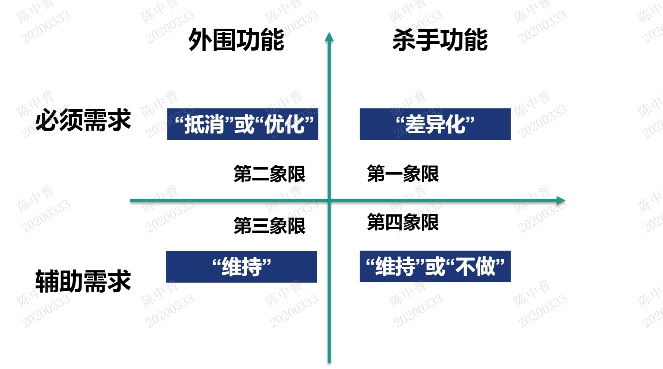 外围功能
杀手功能
必须需求
“抵消”或“优化”
“差异化”
第二象限
第一象限
第三象限
第四象限
辅助需求
“维持”
“维持”或“不做”
陈中普
20200333